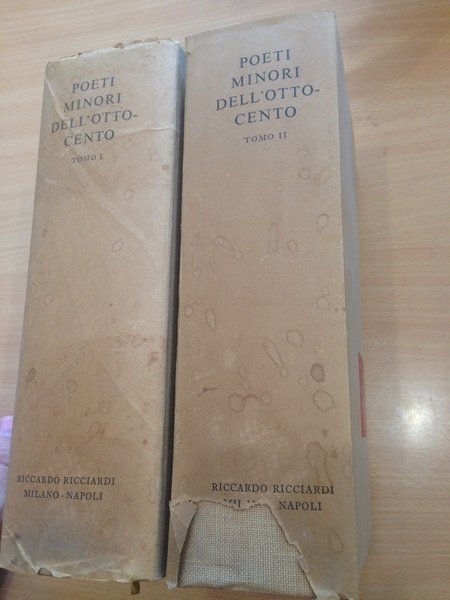 POETI
MINORI
DELL'OTTO-
CENTO
TOMO I
RICCARDO RICCIARDI
MILANO · NAPOLI
POETI
MINORI
DELL'OTTO-
CENTO
TOMO II
RICCARDO RICCIARDI
NAPOLI